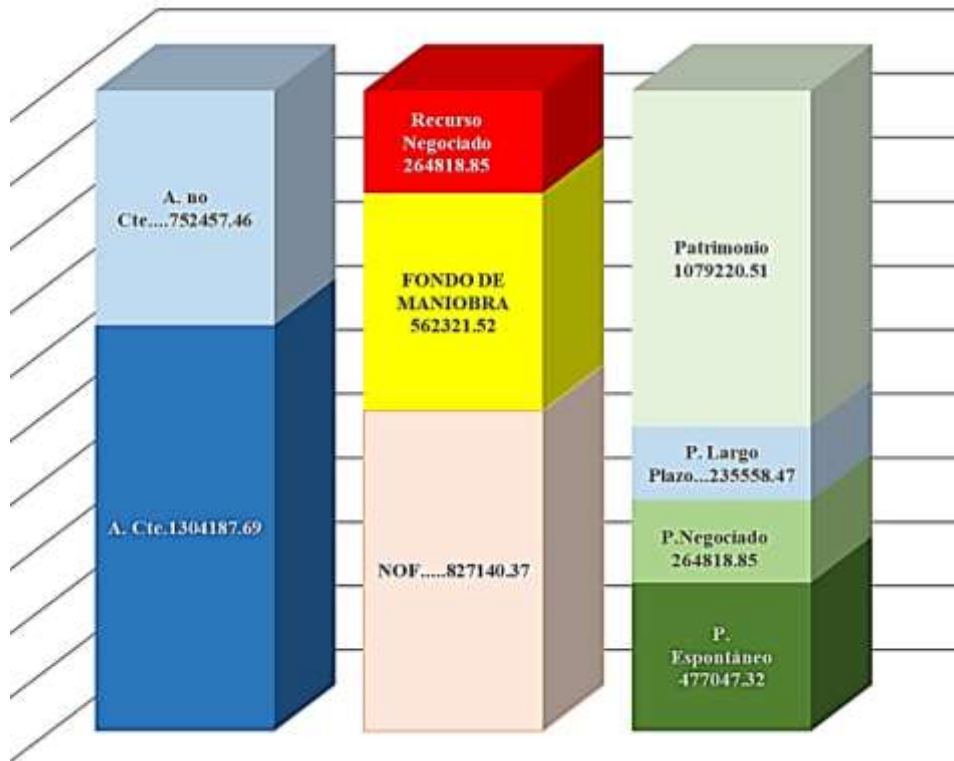 A. no
Cte....752457.46
A. Cte.1304187.69
Recurso
Negociado
264818.85
FONDO DE
MANIOBRA
562321.52
NOF.....827140.37
Patrimonio
1079220.51
P. Largo
Plazo...235558.47
P.Negociado
264818.85
P.
Espontáneo
477047.32